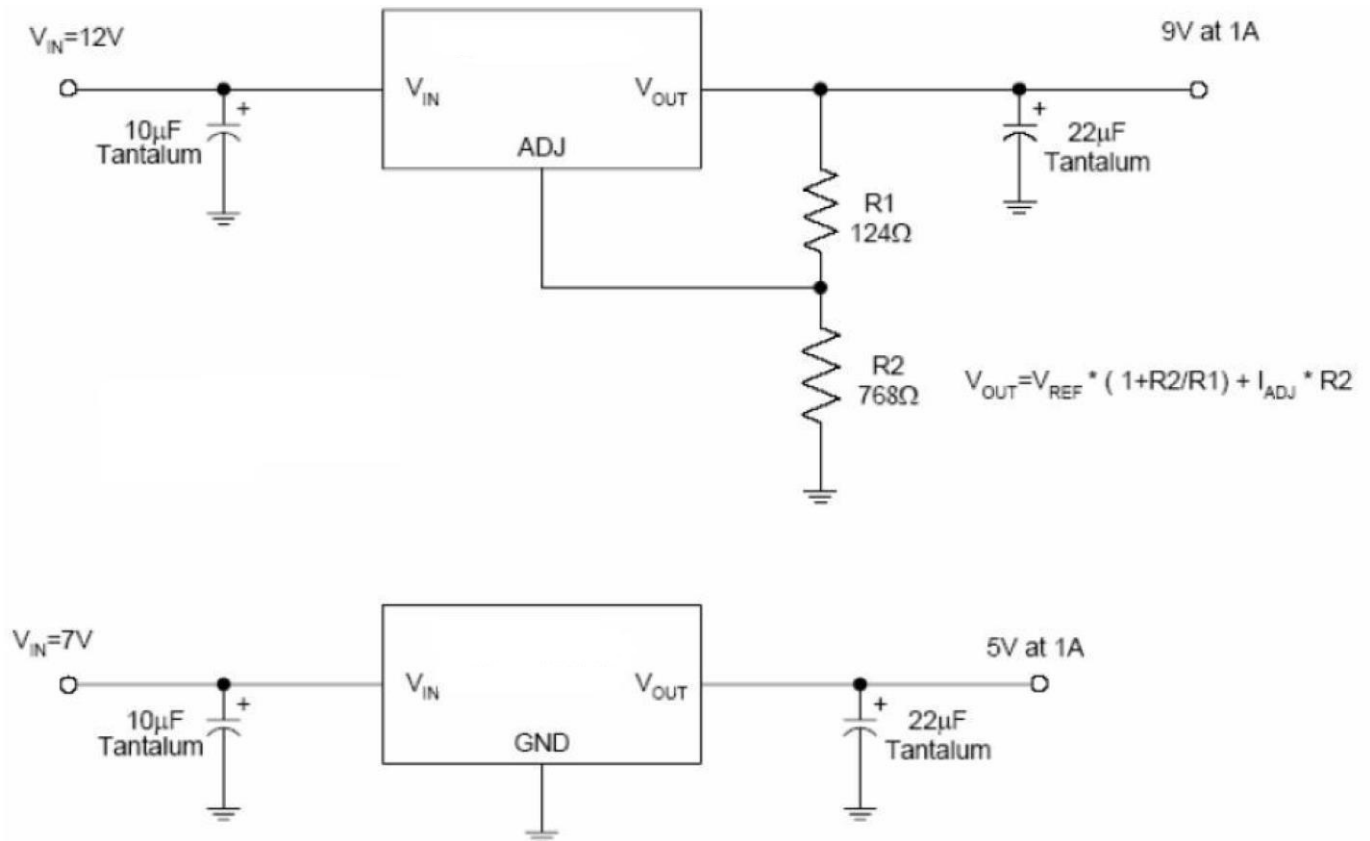 V_IN=12V
9V at 1A
V_IN
V_OUT
ADJ
+
10μF
Tantalum
+
22μF
Tantalum
R1
124Ω
R2
768Ω
V_OUT=V_REF * ( 1+R2/R1) + I_ADJ * R2
V_IN=7V
5V at 1A
V_IN
V_OUT
GND
+
10μF
Tantalum
+
22μF
Tantalum